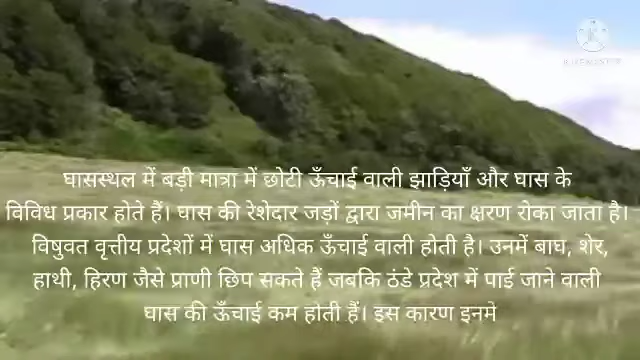 घासस्थल में बड़ी मात्रा में छोटी ऊँचाई वाली झाड़ियाँ और घास के
विविध प्रकार होते हैं। घास की रेशेदार जड़ों द्वारा जमीन का क्षरण रोका जाता है।
विषुवत वृत्तीय प्रदेशों में घास अधिक ऊँचाई वाली होती है। उनमें बाघ, शेर,
हाथी, हिरण जैसे प्राणी छिप सकते हैं जबकि ठंडे प्रदेश में पाई जाने वाली
घास की ऊँचाई कम होती हैं। इस कारण इनमे